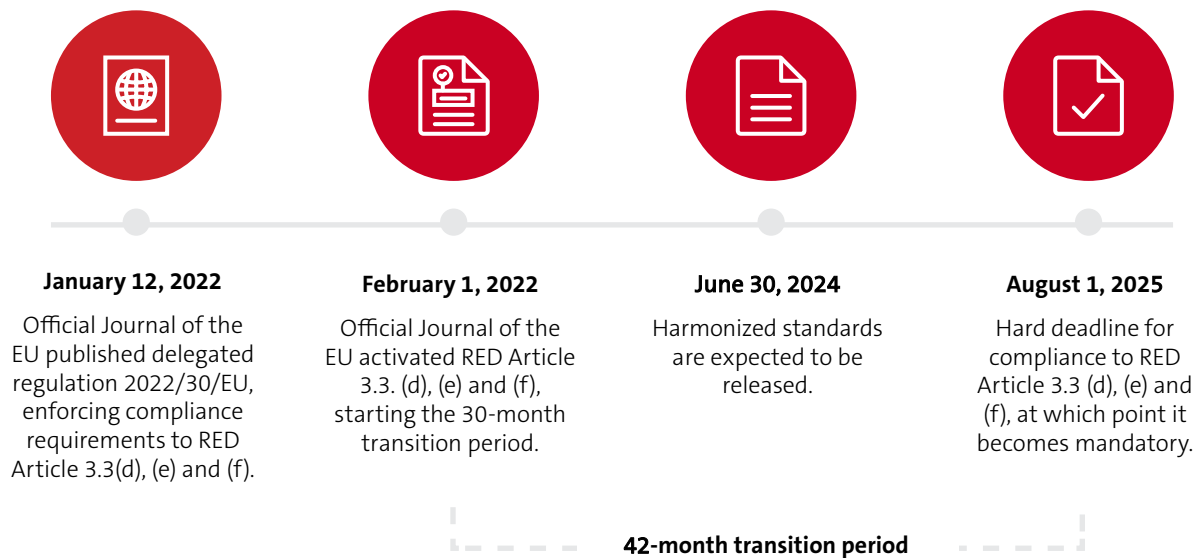 January 12, 2022
Official Journal of the
EU published delegated
regulation 2022/30/EU,
enforcing compliance
requirements to RED
Article 3.3(d), (e) and (f).
February 1, 2022
Official Journal of the
EU activated RED Article
3.3. (d), (e) and (f),
starting the 30-month
transition period.
June 30, 2024
Harmonized standards
are expected to be
released.
August 1, 2025
Hard deadline for
compliance to RED
Article 3.3 (d), (e) and
(f), at which point it
becomes mandatory.
42-month transition period